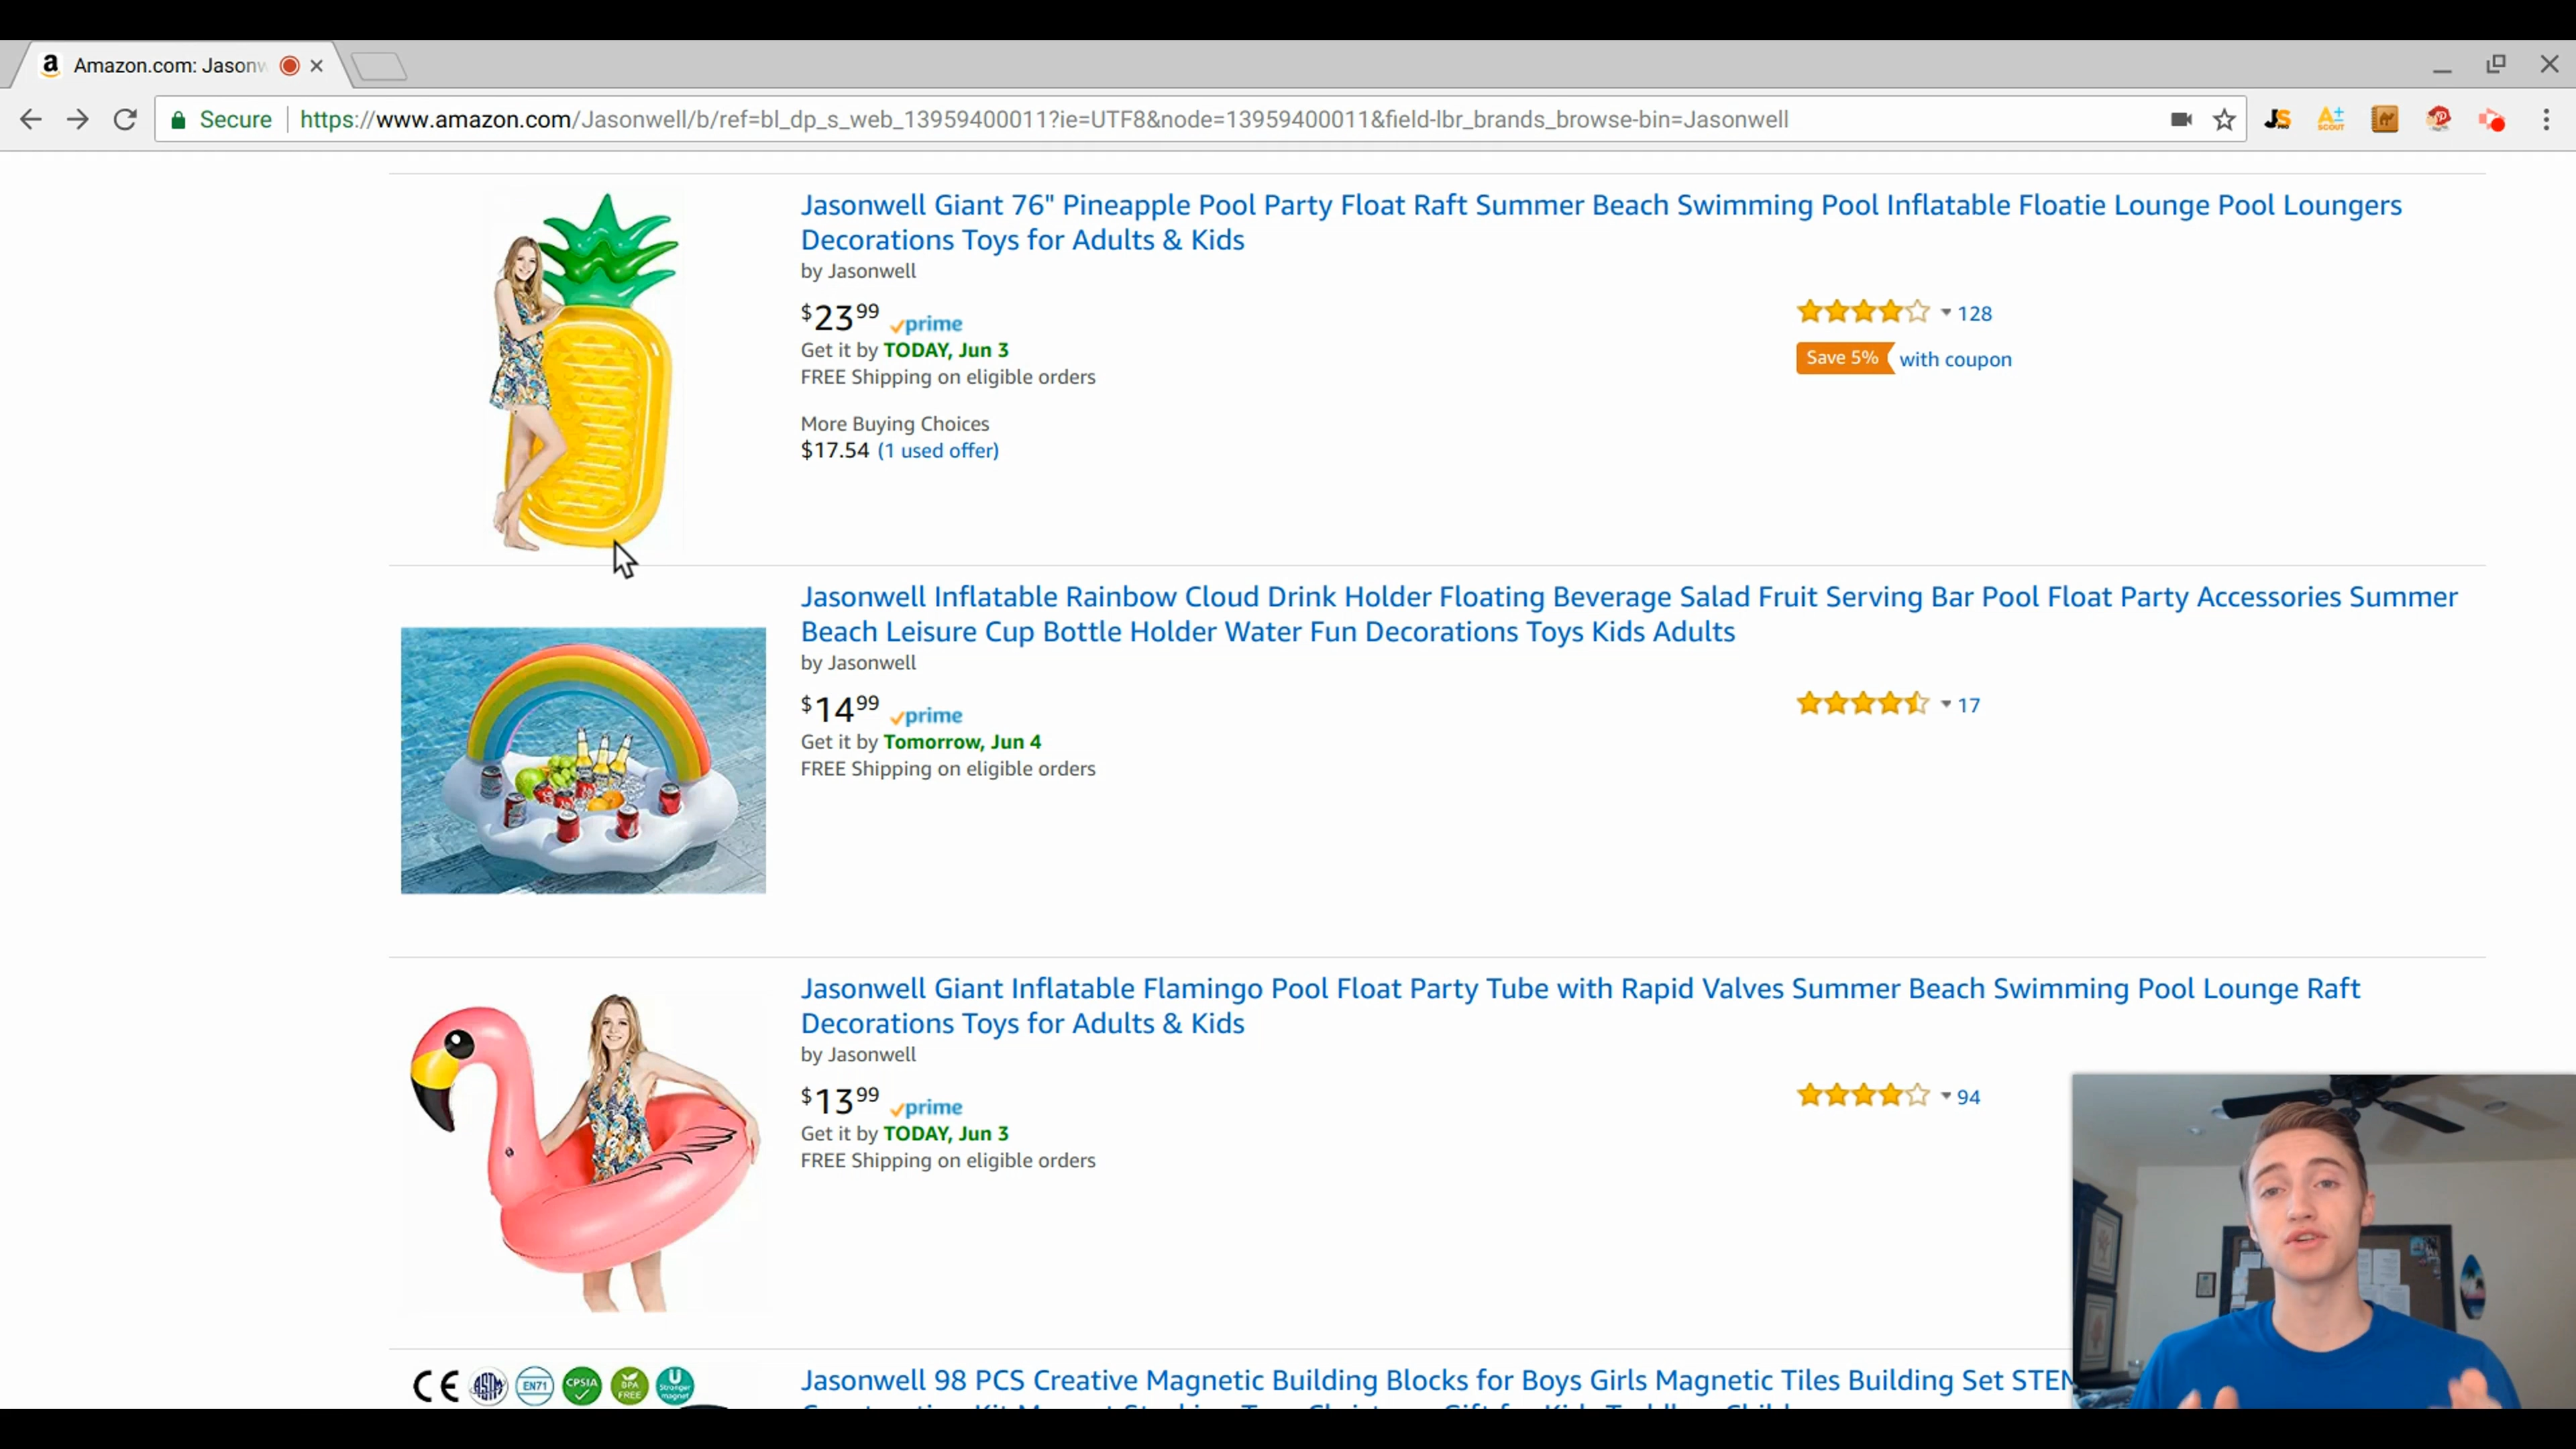 a Amazon.com: Jasonw
Secure https://www.amazon.com/Jasonwell/b/ref=bl_dp_s_web_13959400011?ie=UTF8&node=13959400011&field-lbr_brands_browse-bin=Jasonwell
JS PRO
A± SCOUT
Jasonwell Giant 76" Pineapple Pool Party Float Raft Summer Beach Swimming Pool Inflatable Floatie Lounge Pool Loungers
Decorations Toys for Adults & Kids
by Jasonwell
$23 99 prime
128
Get it by TODAY, Jun 3
Save 5% with coupon
FREE Shipping on eligible orders
More Buying Choices
$17.54 (1 used offer)
Jasonwell Inflatable Rainbow Cloud Drink Holder Floating Beverage Salad Fruit Serving Bar Pool Float Party Accessories Summer
Beach Leisure Cup Bottle Holder Water Fun Decorations Toys Kids Adults
by Jasonwell
$14 99 prime
17
Get it by Tomorrow, Jun 4
FREE Shipping on eligible orders
Jasonwell Giant Inflatable Flamingo Pool Float Party Tube with Rapid Valves Summer Beach Swimming Pool Lounge Raft
Decorations Toys for Adults & Kids
by Jasonwell
$13 99 prime
94
Get it by TODAY, Jun 3
FREE Shipping on eligible orders
CE ASTM EN71 CPSIA BPA FREE U Stronger magnet
Jasonwell 98 PCS Creative Magnetic Building Blocks for Boys Girls Magnetic Tiles Building Set STEM